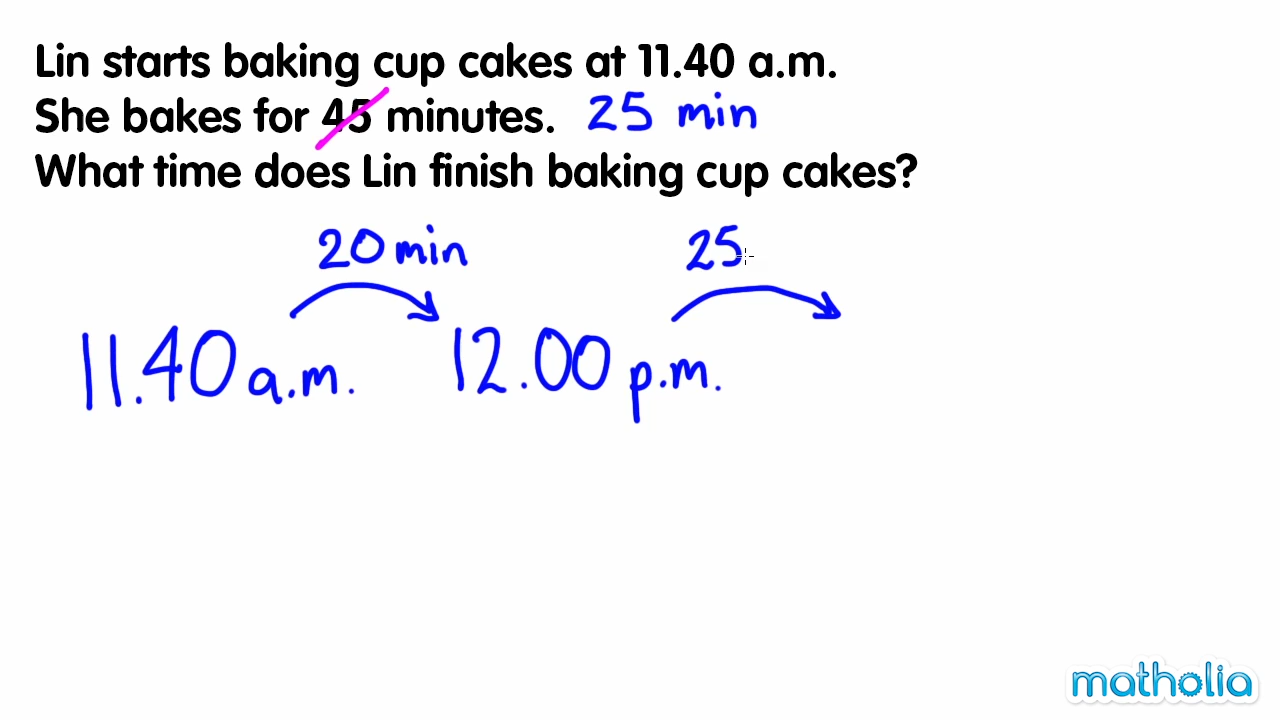 Lin starts baking cup cakes at 11.40 a.m.
She bakes for 45 minutes. 25 min
What time does Lin finish baking cup cakes?
20 min 25
11.40 a.m. 12.00 p.m.
matholia